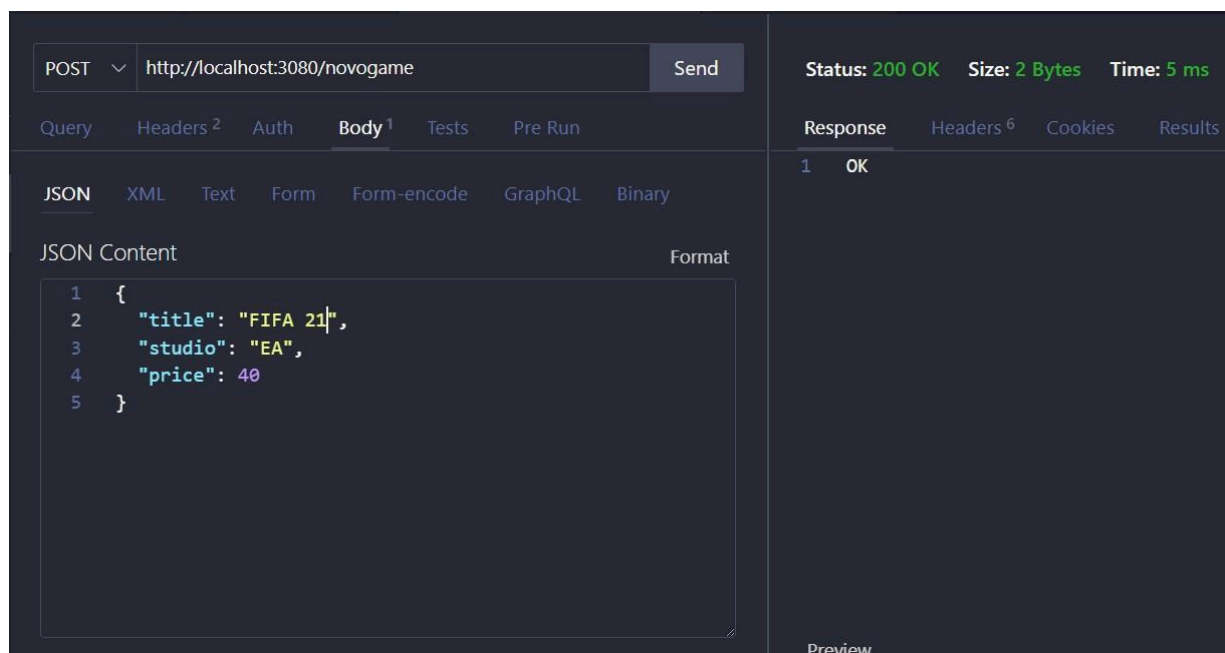 POST http://localhost:3080/novogame Send
Status: 200 OK Size: 2 Bytes Time: 5 ms
Query Headers 2 Auth Body 1 Tests Pre Run
Response Headers 6 Cookies Results
JSON XML Text Form Form-encode GraphQL Binary
1 OK
JSON Content Format
1 {
2 "title": "FIFA 21",
3 "studio": "EA",
4 "price": 40
5 }
Preview